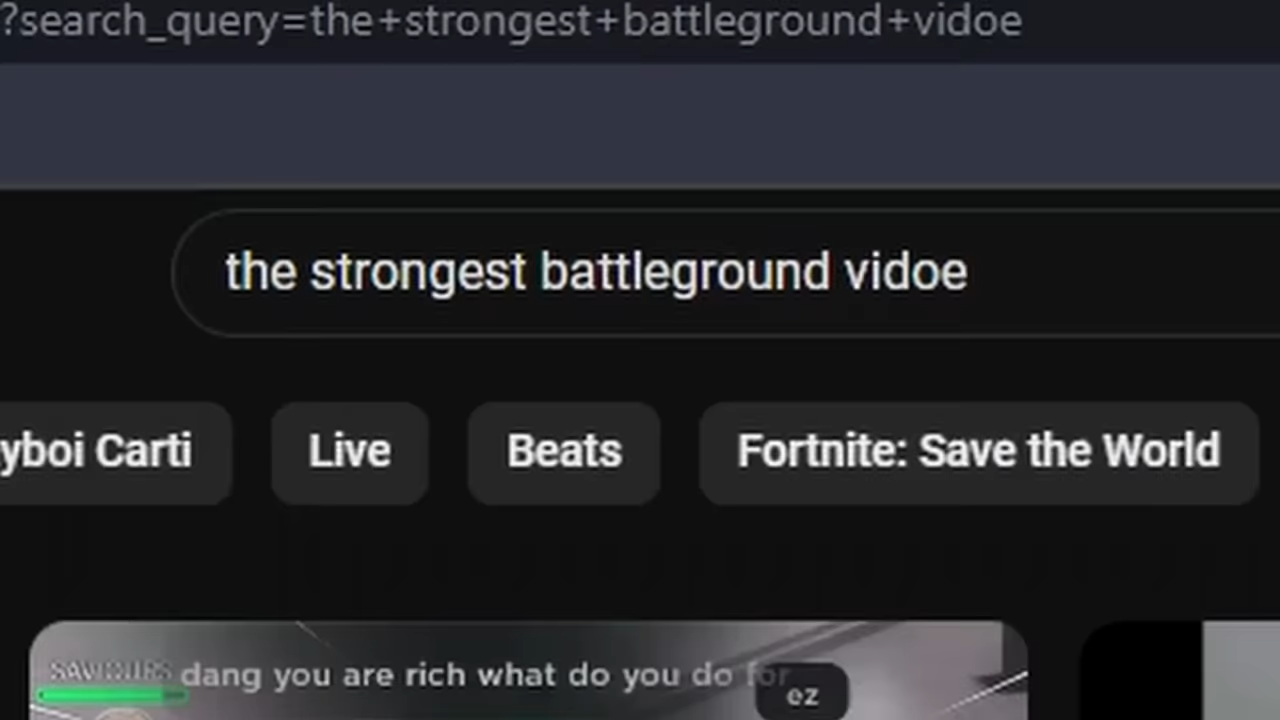 ?search_query=the+strongest+battleground+vidoe
the strongest battleground vidoe
yboi Carti Live Beats Fortnite: Save the World
SAVIOURS dang you are rich what do you do for
ez